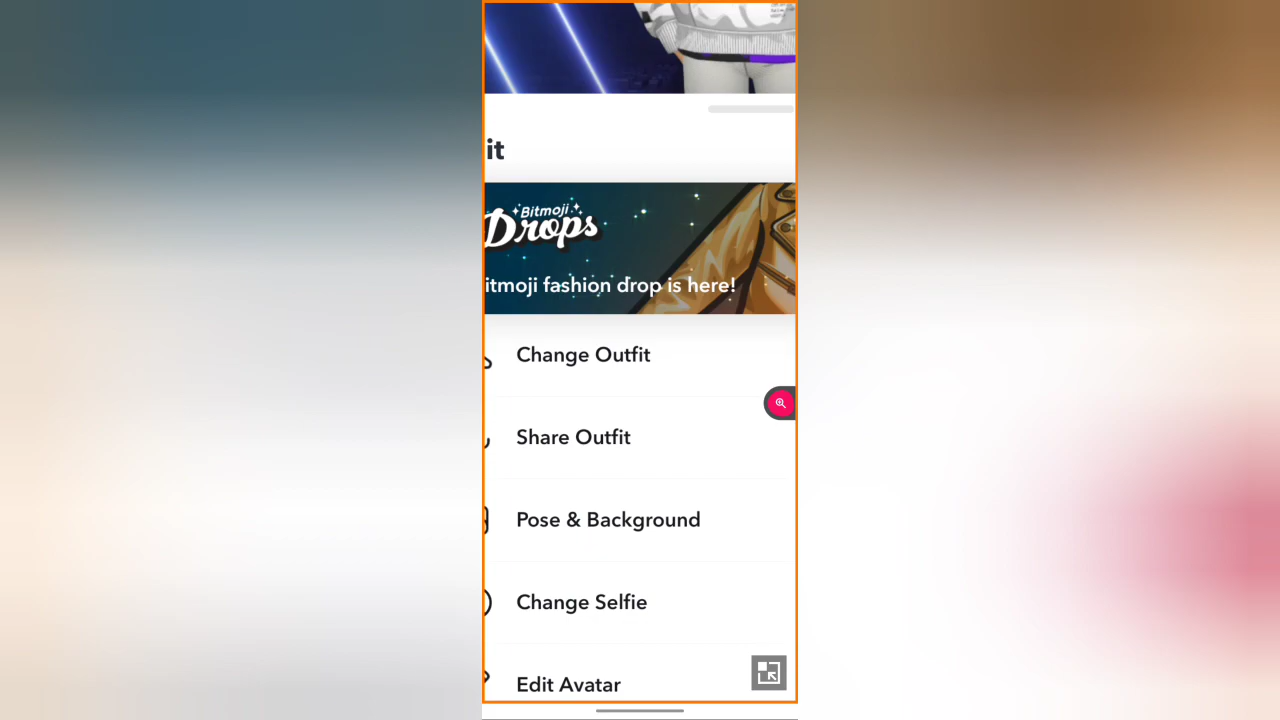 it
Bitmoji
Drops
itmoji fashion drop is here!
Change Outfit
Share Outfit
Pose & Background
Change Selfie
Edit Avatar